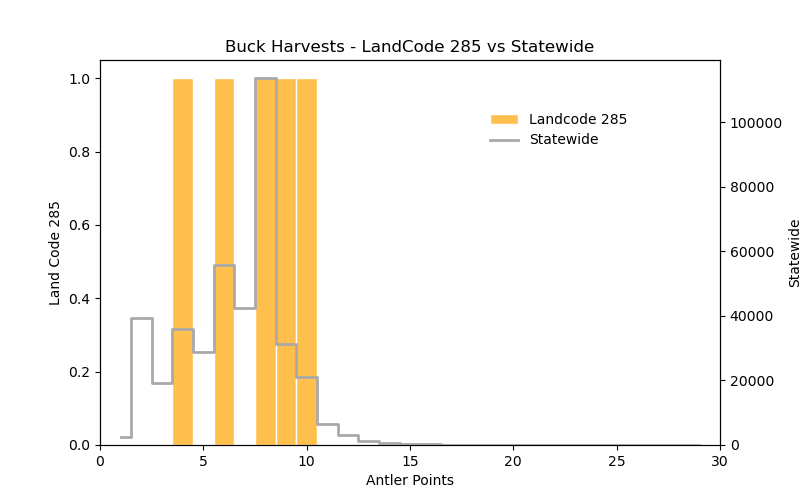 Buck Harvests - LandCode 285 vs Statewide
1.0
0.8
0.6
0.4
0.2
0.0
Land Code 285
Landcode 285
Statewide
100000
80000
60000
40000
20000
0
Statewide
0 5 10 15 20 25 30
Antler Points